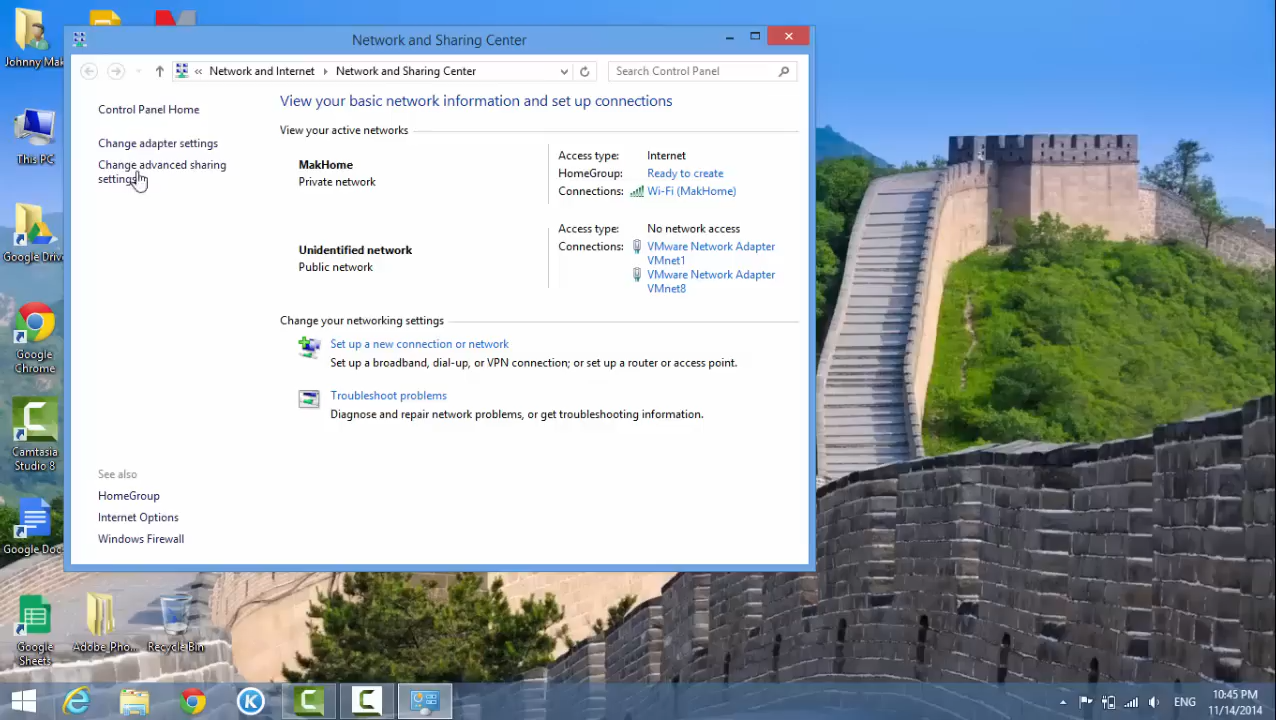 Network and Sharing Center
« Network and Internet Network and Sharing Center
Search Control Panel
Control Panel Home
Change adapter settings
Change advanced sharing
settings
View your basic network information and set up connections
View your active networks
MakHome
Private network
Access type: Internet
HomeGroup: Ready to create
Connections: Wi-Fi (MakHome)
Unidentified network
Public network
Access type: No network access
Connections: VMware Network Adapter
VMnet1
VMware Network Adapter
VMnet8
Change your networking settings
Set up a new connection or network
Set up a broadband, dial-up, or VPN connection; or set up a router or access point.
Troubleshoot problems
Diagnose and repair network problems, or get troubleshooting information.
See also
HomeGroup
Internet Options
Windows Firewall
Johnny Mak
This PC
Google Driv
Google
Chrome
Camtasia
Studio 8
Google Doc
Google
Sheets
Adobe_Pho...
Recycle Bin
ENG
10:45 PM
11/14/2014